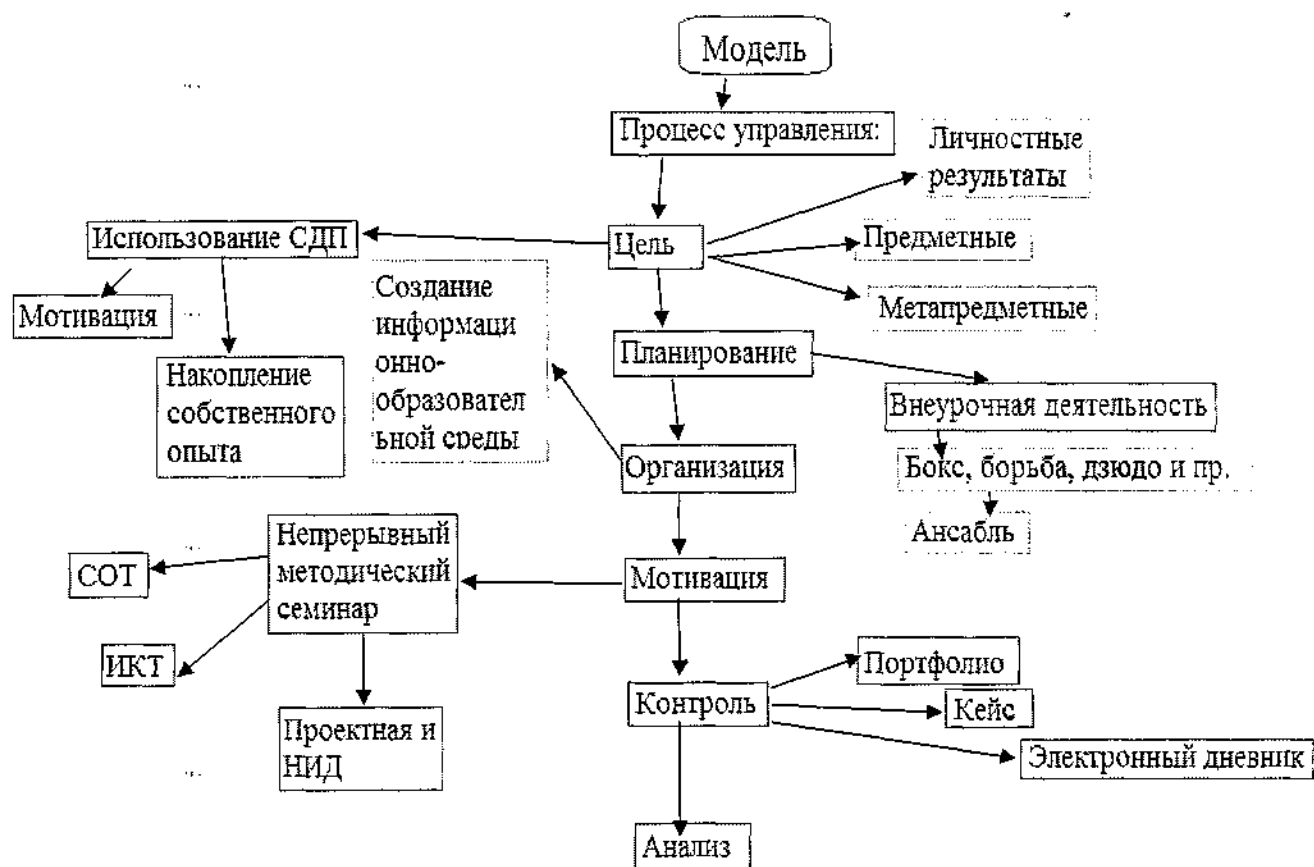 Модель
Процесс управления:
Личностные
результаты
Использование СДП
Цель
Предметные
Мотивация
Создание
информаци
онно-
образовател
ьной среды
Метапредметные
Планирование
Накопление
собственного
опыта
Внеурочная деятельность
Организация
Бокс, борьба, дзюдо и пр.
Ансабль
Непрерывный
методический
семинар
СОТ
Мотивация
ИКТ
Портфолио
Контроль
Кейс
Проектная и
НИД
Электронный дневник
Анализ